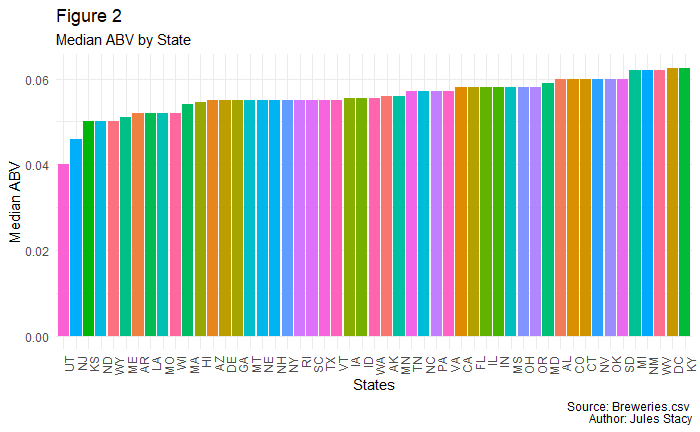 Figure 2
Median ABV by State
Median ABV
0.06
0.04
0.02
0.00
UT NJ KS ND WY ME AR LA MO WI MA HI AZ DE GA MT NE NH NY RI SC TX VT IA ID WA AK MN TN NC PA VA CA FL IL IN MS OH OR MD AL CO CT NV OK SD MI NM WV DC KY
States
Source: Breweries.csv
Author: Jules Stacy